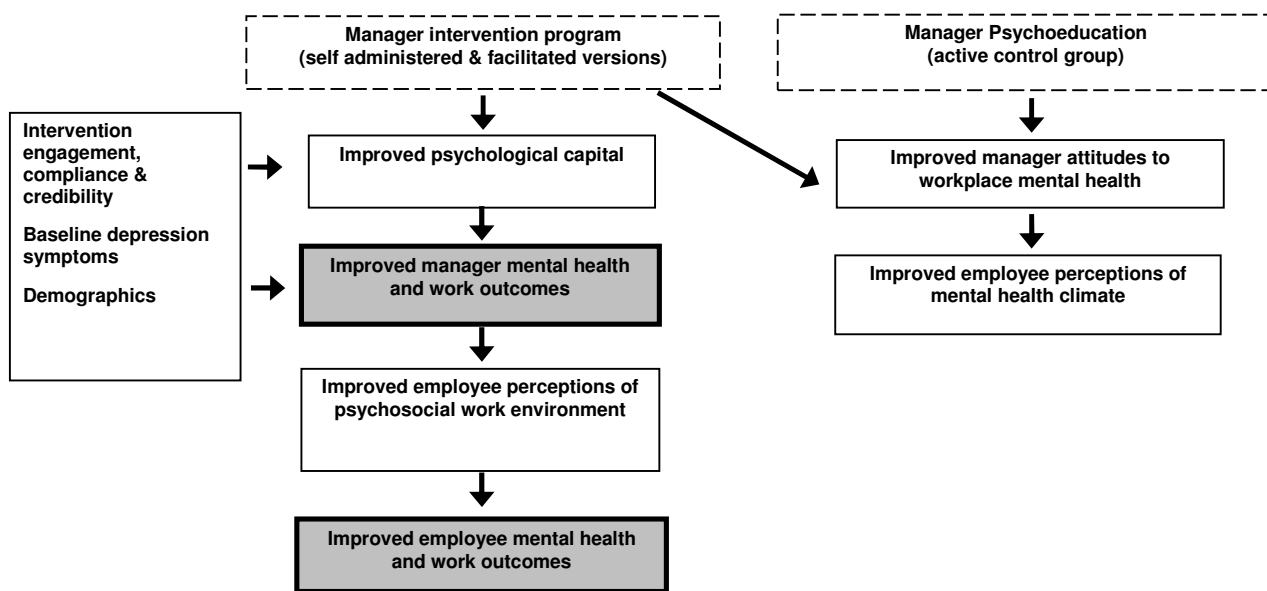 Manager intervention program
(self administered & facilitated versions)
Manager Psychoeducation
(active control group)
Intervention
engagement,
compliance &
credibility
Baseline depression
symptoms
Demographics
Improved psychological capital
Improved manager attitudes to
workplace mental health
Improved manager mental health
and work outcomes
Improved employee perceptions of
mental health climate
Improved employee perceptions of
psychosocial work environment
Improved employee mental health
and work outcomes